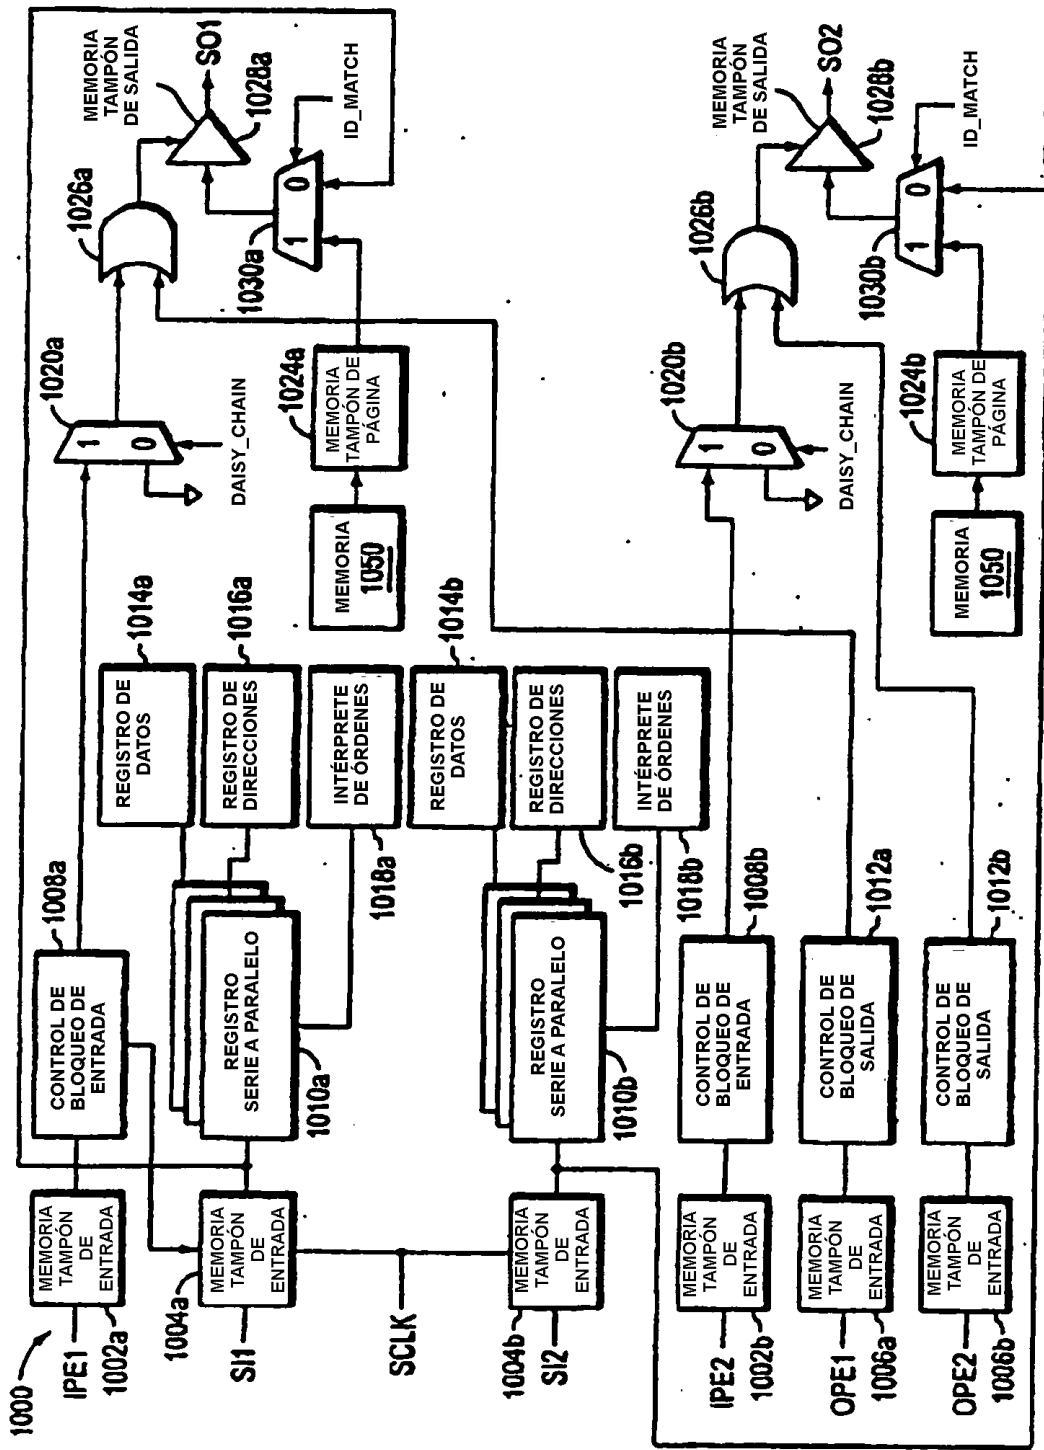 1000
IPE1
1002a
MEMORIA
TAMPÓN
DE
ENTRADA
CONTROL DE
BLOQUEO DE
ENTRADA
1008a
1020a
1
0
DAISY_CHAIN
1026a
MEMORIA
TAMPÓN
DE SALIDA
SO1
1028a
1030a
1
0
ID_MATCH
SI1
1004a
MEMORIA
TAMPÓN
DE
ENTRADA
REGISTRO
SERIE A PARALELO
1010a
REGISTRO DE
DATOS
1014a
REGISTRO DE
DIRECCIONES
1016a
INTÉRPRETE
DE ÓRDENES
1018a
MEMORIA
1050
MEMORIA
TAMPÓN DE
PÁGINA
1024a
SCLK
SI2
1004b
MEMORIA
TAMPÓN
DE
ENTRADA
REGISTRO
SERIE A PARALELO
1010b
REGISTRO DE
DATOS
1014b
REGISTRO DE
DIRECCIONES
1016b
INTÉRPRETE
DE ÓRDENES
1018b
IPE2
1002b
MEMORIA
TAMPÓN
DE
ENTRADA
CONTROL DE
BLOQUEO DE
ENTRADA
1008b
1020b
1
0
DAISY_CHAIN
1026b
MEMORIA
TAMPÓN
DE SALIDA
SO2
1028b
1030b
1
0
ID_MATCH
OPE1
1006a
MEMORIA
TAMPÓN
DE
ENTRADA
CONTROL DE
BLOQUEO DE
SALIDA
1012a
OPE2
1006b
MEMORIA
TAMPÓN
DE
ENTRADA
CONTROL DE
BLOQUEO DE
SALIDA
1012b
MEMORIA
1050
MEMORIA
TAMPÓN DE
PÁGINA
1024b